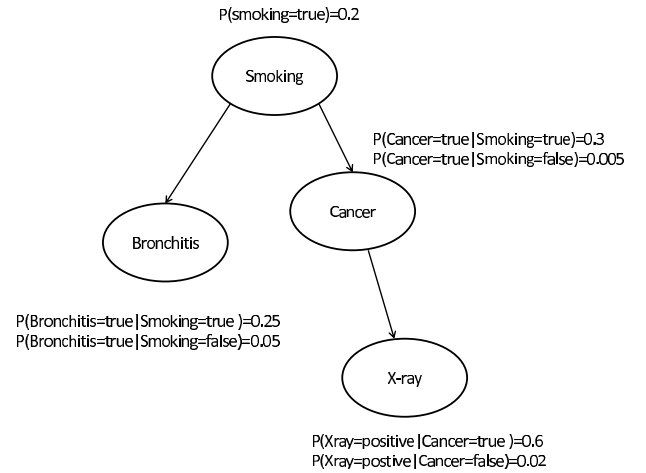 P(smoking=true)=0.2
Smoking
P(Cancer=true|Smoking=true)=0.3
P(Cancer=true|Smoking=false)=0.005
Cancer
Bronchitis
P(Bronchitis=true|Smoking=true )=0.25
P(Bronchitis=true|Smoking=false)=0.05
X-ray
P(Xray=positive|Cancer=true )=0.6
P(Xray=postive|Cancer=false)=0.02